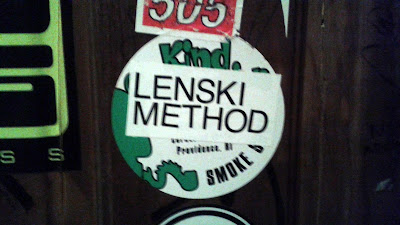 505
Kind
LENSKI
METHOD
Providence, RI
SMOKE S
S S